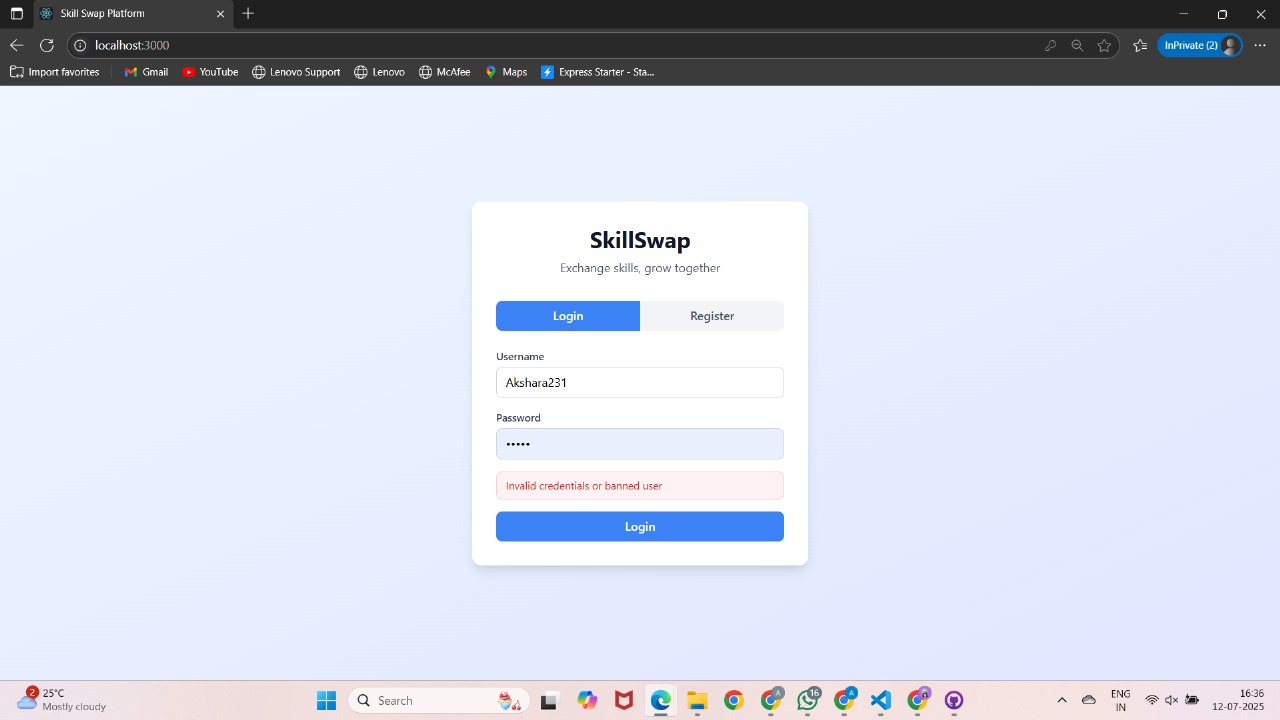 Skill Swap Platform
localhost:3000
InPrivate (2)
Import favorites
Gmail
YouTube
Lenovo Support
Lenovo
McAfee
Maps
Express Starter - Sta...
SkillSwap
Exchange skills, grow together
Login
Register
Username
Akshara231
Password
•••••
Invalid credentials or banned user
Login
2
25°C
Mostly cloudy
Search
A
16
A
ENG
IN
16:36
12-07-2025